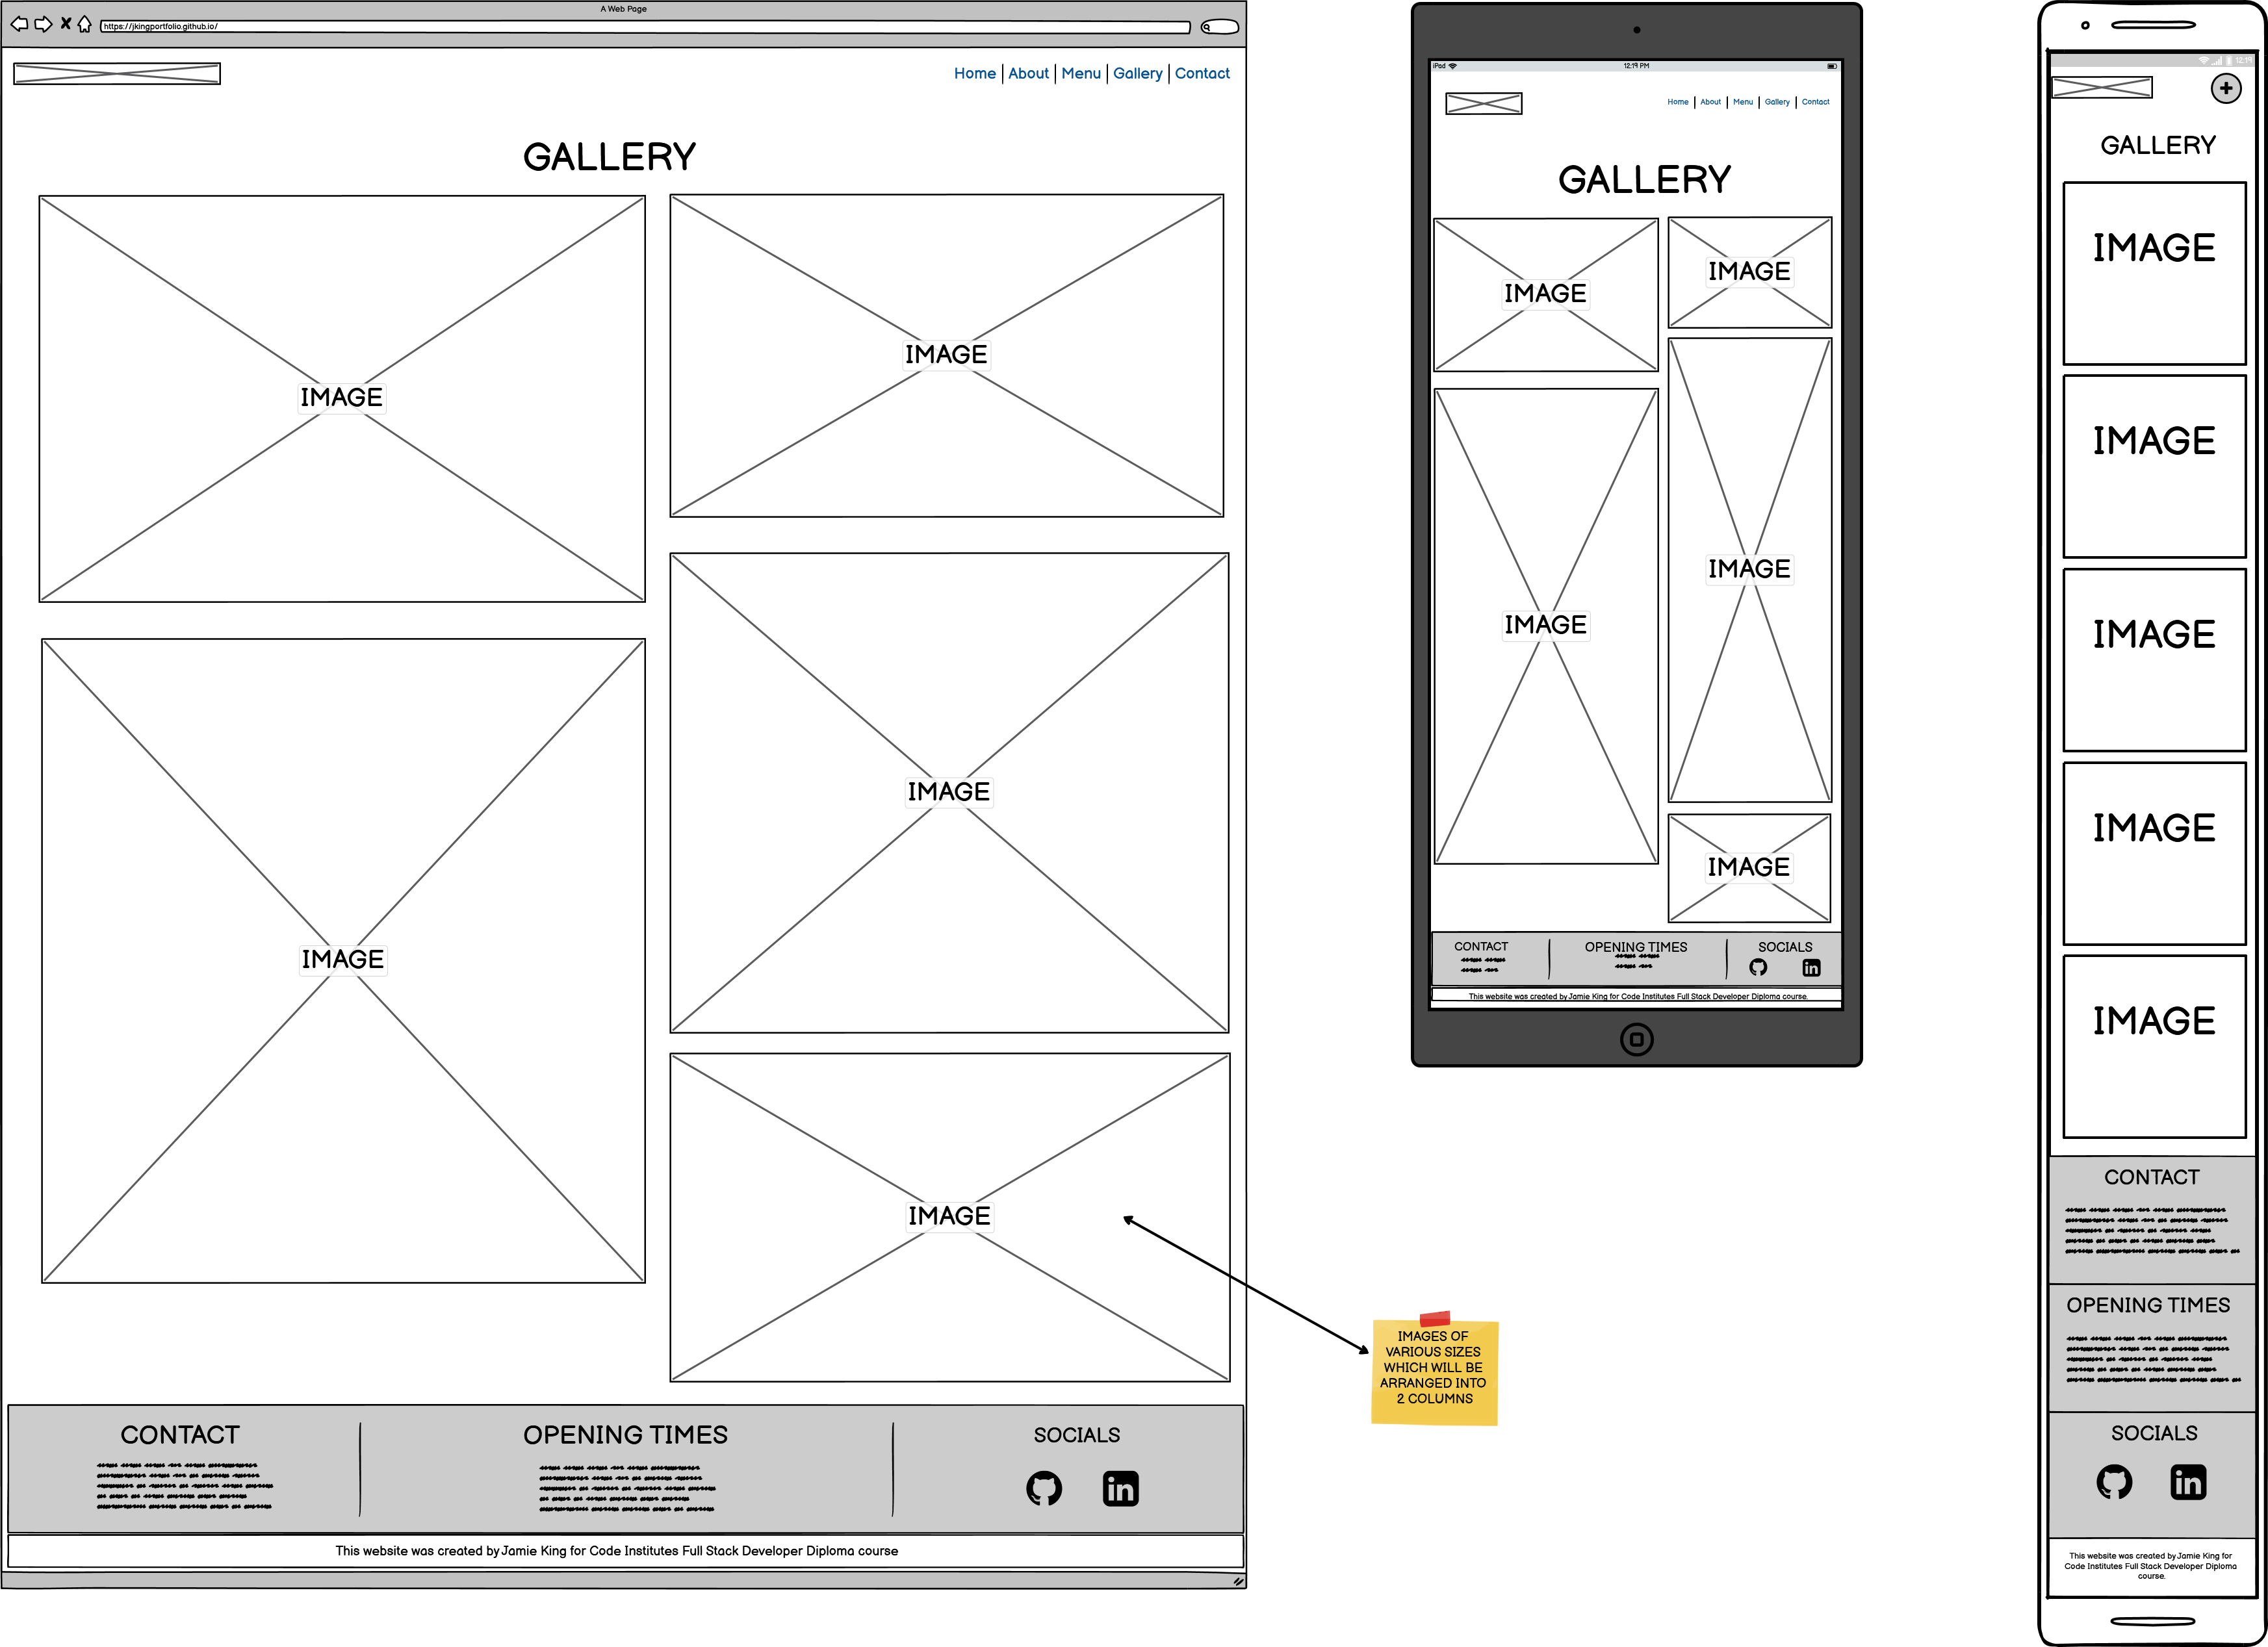 A Web Page
https://jkingportfolio.github.io/
Home | About | Menu | Gallery | Contact
GALLERY
IMAGE
IMAGE
IMAGE
IMAGE
IMAGE
CONTACT
OPENING TIMES
SOCIALS
in
This website was created by Jamie King for Code Institutes Full Stack Developer Diploma course
IMAGES OF
VARIOUS SIZES
WHICH WILL BE
ARRANGED INTO
2 COLUMNS
iPod
12:19 PM
Home | About | Menu | Gallery | Contact
GALLERY
IMAGE
IMAGE
IMAGE
IMAGE
IMAGE
CONTACT
OPENING TIMES
SOCIALS
in
This website was created by Jamie King for Code Institutes Full Stack Developer Diploma course.
12:19
GALLERY
IMAGE
IMAGE
IMAGE
IMAGE
IMAGE
CONTACT
OPENING TIMES
SOCIALS
in
This website was created by Jamie King for
Code Institutes Full Stack Developer Diploma
course.